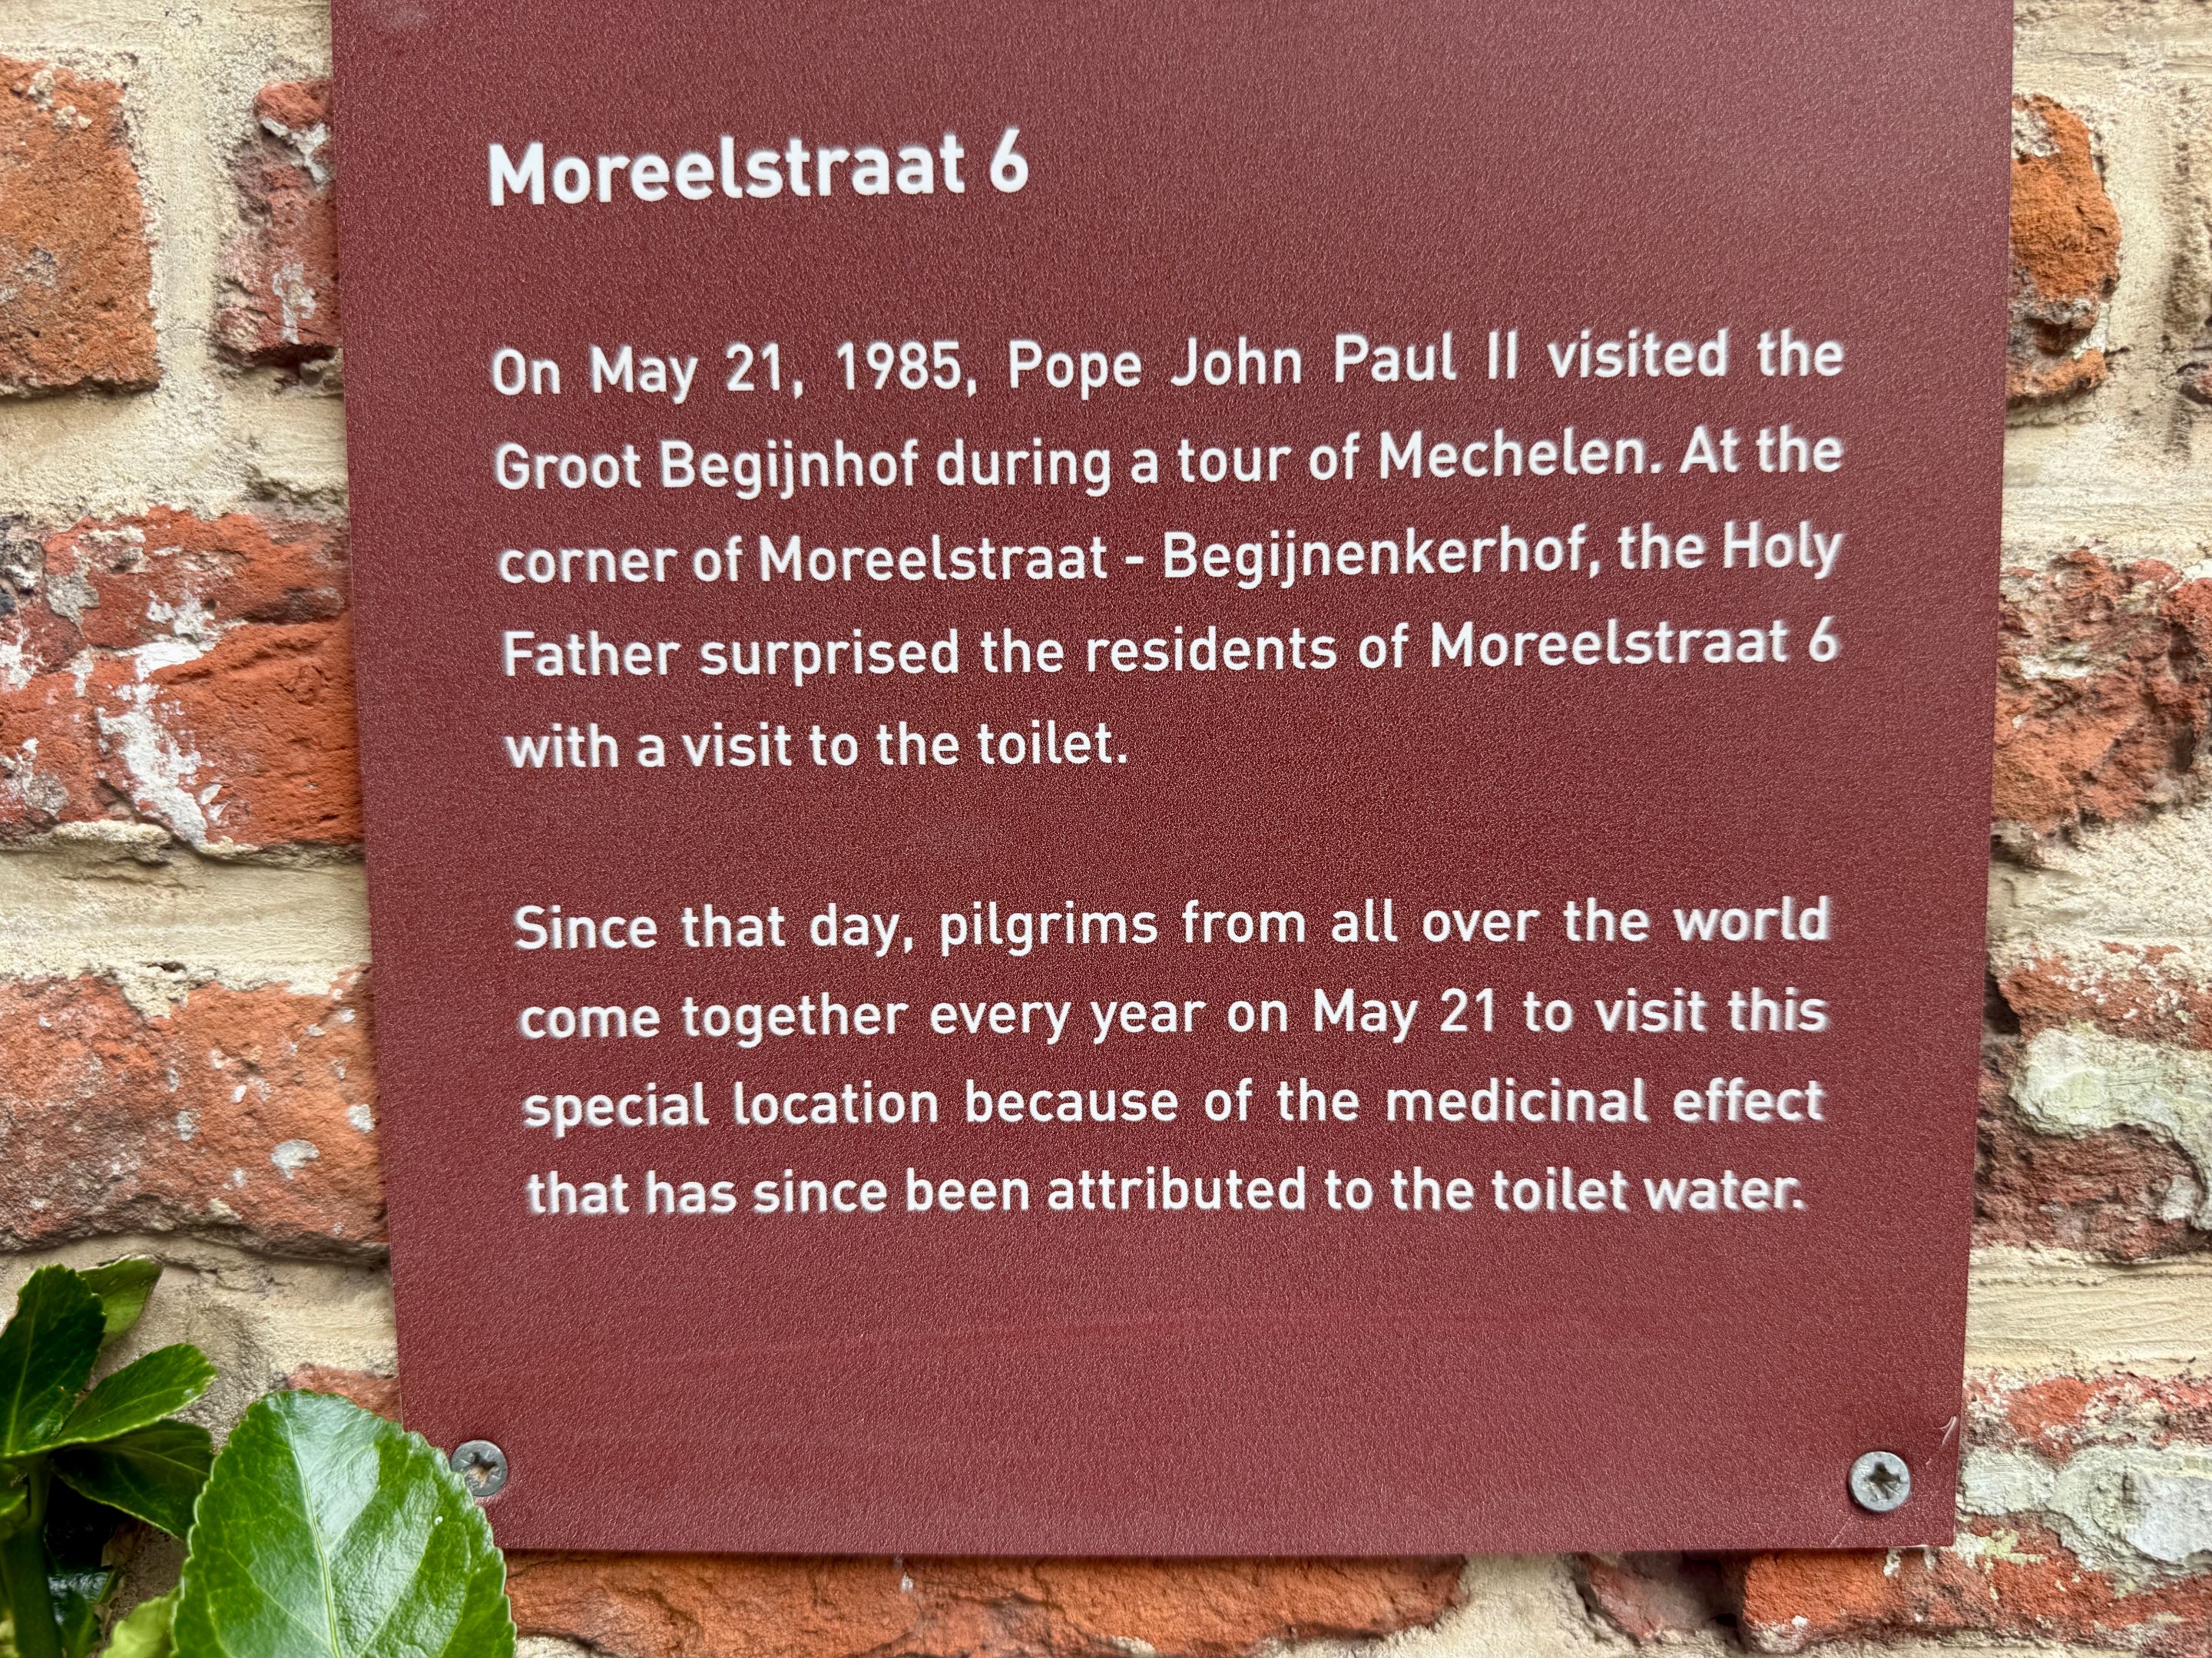 Moreelstraat 6
On May 21, 1985, Pope John Paul II visited the
Groot Begijnhof during a tour of Mechelen. At the
corner of Moreelstraat - Begijnenkerhof, the Holy
Father surprised the residents of Moreelstraat 6
with a visit to the toilet.
Since that day, pilgrims from all over the world
come together every year on May 21 to visit this
special location because of the medicinal effect
that has since been attributed to the toilet water.